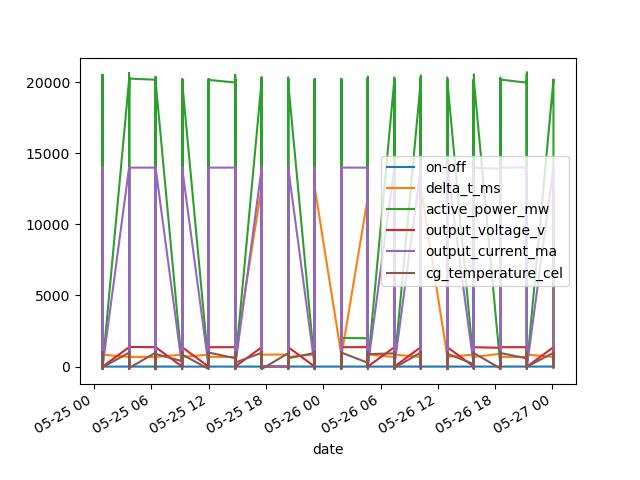 20000
15000
10000
5000
0
on-off
delta_t_ms
active_power_mw
output_voltage_v
output_current_ma
cg_temperature_cel
05-25 00
05-25 06
05-25 12
05-25 18
05-26 00
05-26 06
05-26 12
05-26 18
05-27 00
date